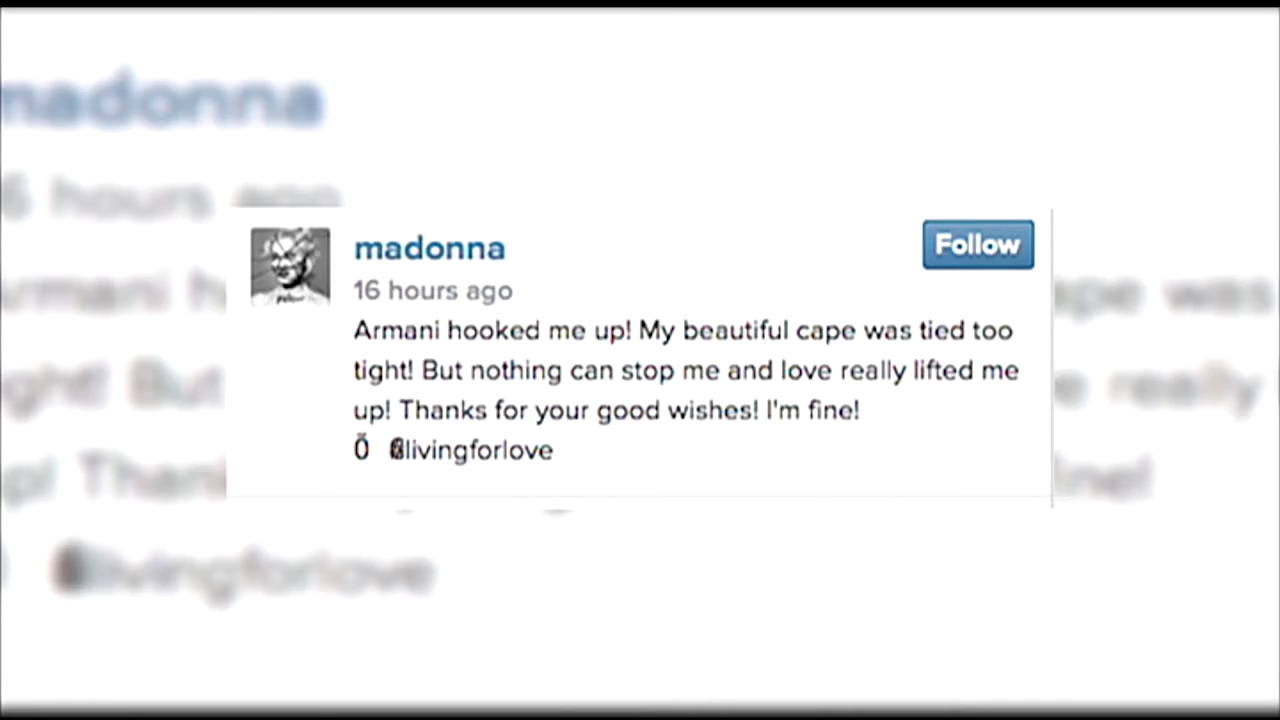 madonna
Follow
16 hours ago
Armani hooked me up! My beautiful cape was tied too
tight! But nothing can stop me and love really lifted me
up! Thanks for your good wishes! I'm fine!
livingforlove